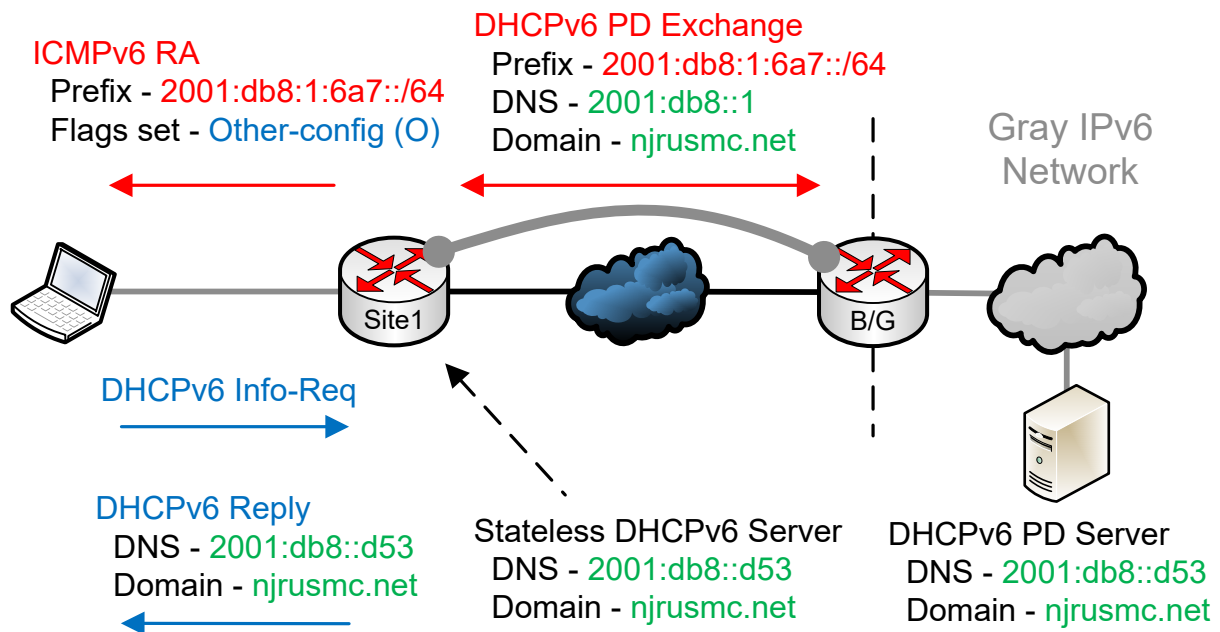 ICMPv6 RA
Prefix - 2001:db8:1:6a7::/64
Flags set - Other-config (O)
DHCPv6 PD Exchange
Prefix - 2001:db8:1:6a7::/64
DNS - 2001:db8::1
Domain - njrusmc.net
Gray IPv6
Network
Site1
B/G
DHCPv6 Info-Req
DHCPv6 Reply
DNS - 2001:db8::d53
Domain - njrusmc.net
Stateless DHCPv6 Server
DNS - 2001:db8::d53
Domain - njrusmc.net
DHCPv6 PD Server
DNS - 2001:db8::d53
Domain - njrusmc.net